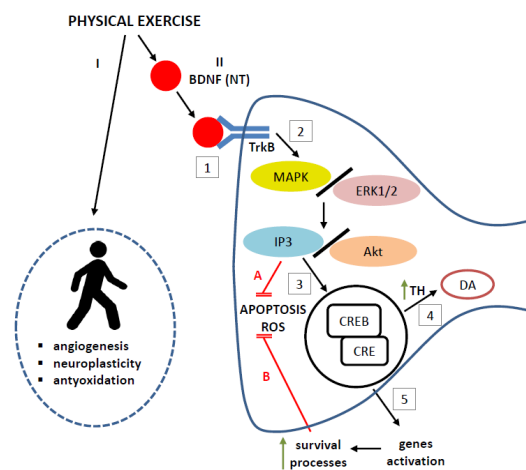 PHYSICAL EXERCISE
I
II
BDNF (NT)
TrkB
1
2
MAPK
ERK1/2
IP3
Akt
A
3
APOPTOSIS
ROS
CREB
CRE
TH
DA
4
B
5
▪ angiogenesis
▪ neuroplasticity
▪ antyoxidation
survival
processes
genes
activation